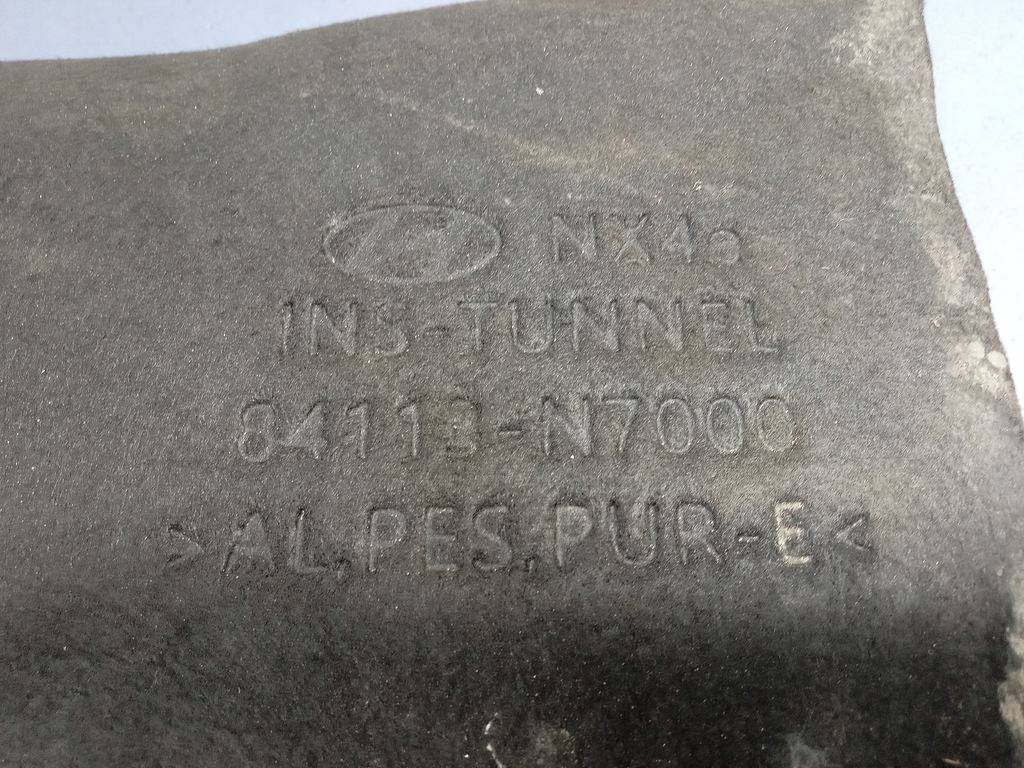 NX4e
INS-TUNNEL
84113-N7000
>AL,PES,PUR-E<